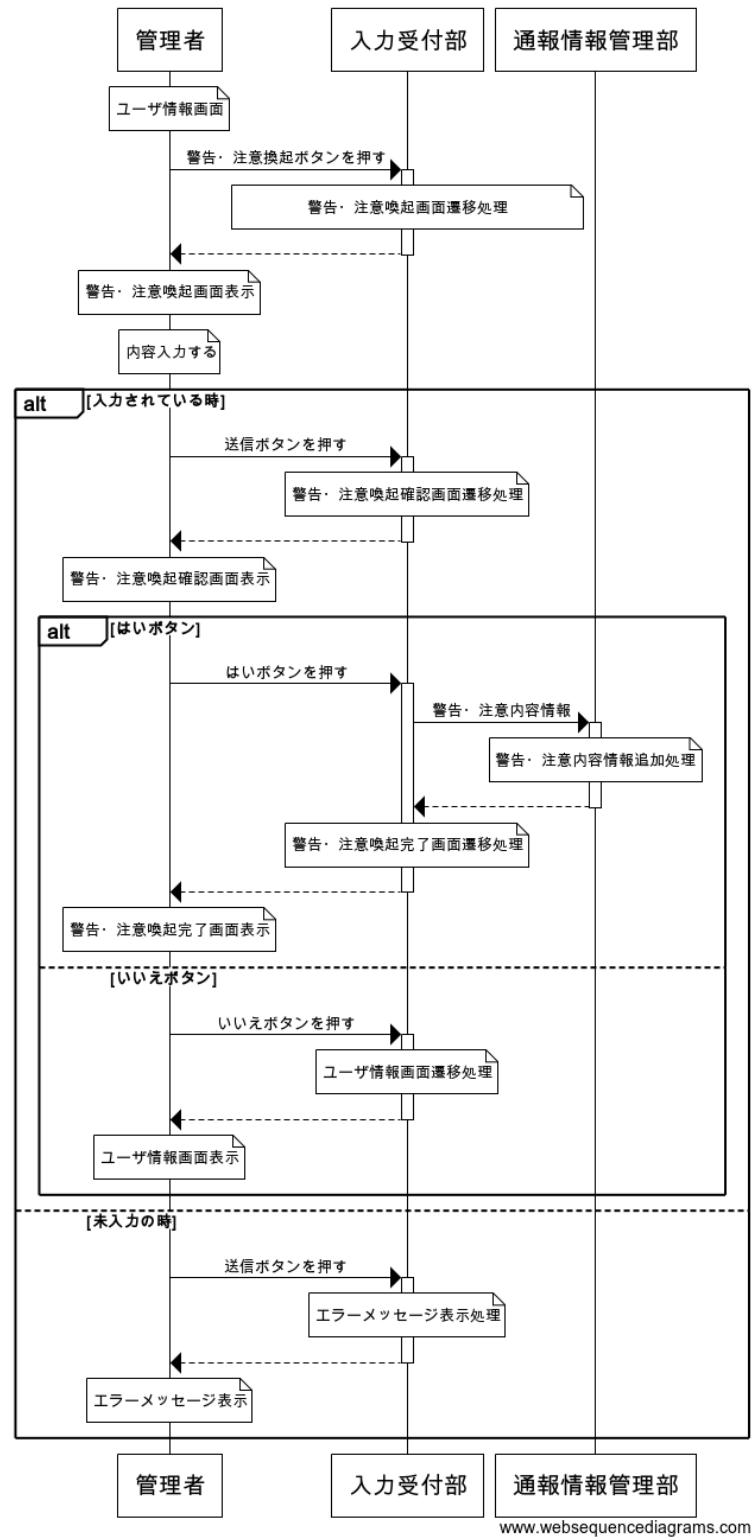 管理者 入力受付部 通報情報管理部
ユーザ情報画面
警告・注意換起ボタンを押す
警告・注意喚起画面遷移処理
警告・注意喚起画面表示
内容入力する
alt [入力されている時]
送信ボタンを押す
警告・注意喚起確認画面遷移処理
警告・注意喚起確認画面表示
alt [はいボタン]
はいボタンを押す
警告・注意内容情報
警告・注意内容情報追加処理
警告・注意喚起完了画面遷移処理
警告・注意喚起完了画面表示
[いいえボタン]
いいえボタンを押す
ユーザ情報画面遷移処理
ユーザ情報画面表示
[未入力の時]
送信ボタンを押す
エラーメッセージ表示処理
エラーメッセージ表示
管理者 入力受付部 通報情報管理部
www.websequencediagrams.com